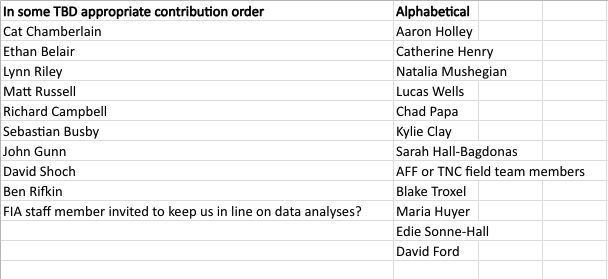 In some TBD appropriate contribution order
Cat Chamberlain
Ethan Belair
Lynn Riley
Matt Russell
Richard Campbell
Sebastian Busby
John Gunn
David Shoch
Ben Rifkin
FIA staff member invited to keep us in line on data analyses?
Alphabetical
Aaron Holley
Catherine Henry
Natalia Mushegian
Lucas Wells
Chad Papa
Kylie Clay
Sarah Hall-Bagdonas
AFF or TNC field team members
Blake Troxel
Maria Huyer
Edie Sonne-Hall
David Ford